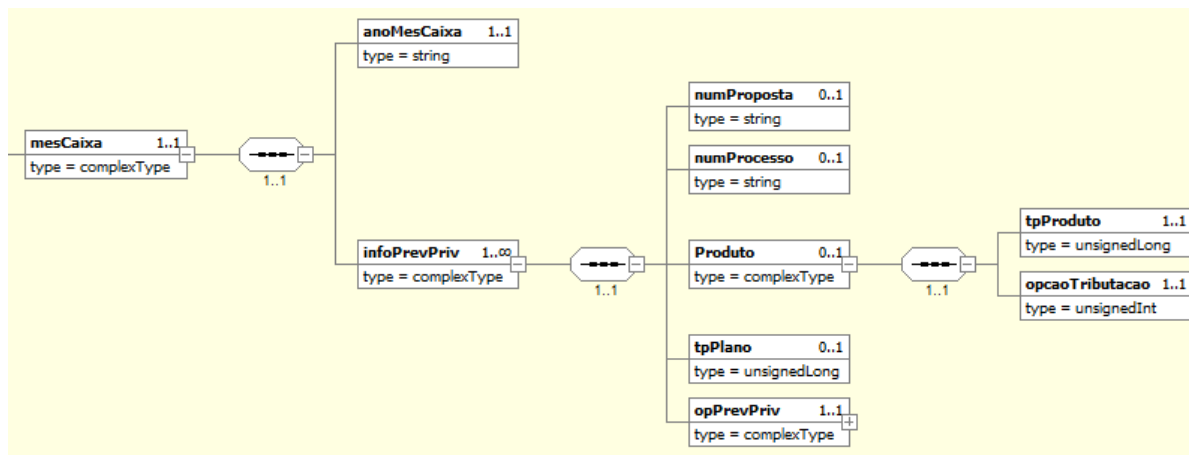 anoMesCaixa 1..1
type = string
mesCaixa 1..1
type = complexType
1..1
infoPrevPriv 1..∞
type = complexType
1..1
numProposta 0..1
type = string
numProcesso 0..1
type = string
Produto 0..1
type = complexType
1..1
tpProduto 1..1
type = unsignedLong
opcaoTributacao 1..1
type = unsignedInt
tpPlano 0..1
type = unsignedLong
opPrevPriv 1..1
type = complexType